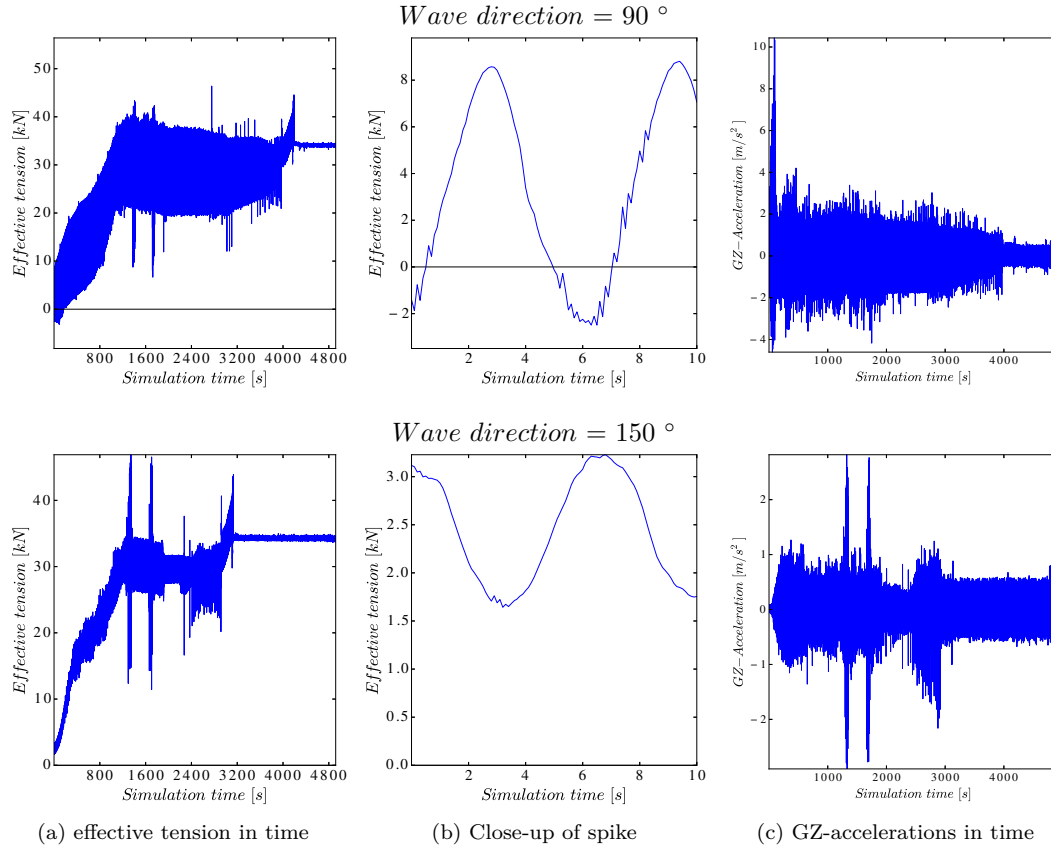 Wave direction = 90 °
50
40
30
20
10
0
Effective tension [kN]
800 1600 2400 3200 4000 4800
Simulation time [s]
8
6
4
2
0
−2
Effective tension [kN]
2 4 6 8 10
Simulation time [s]
10
8
6
4
2
0
−2
−4
GZ−Acceleration [m/s²]
1000 2000 3000 4000
Simulation time [s]
Wave direction = 150 °
40
30
20
10
0
Effective tension [kN]
800 1600 2400 3200 4000 4800
Simulation time [s]
3.0
2.5
2.0
1.5
1.0
0.5
0.0
Effective tension [kN]
0 2 4 6 8 10
Simulation time [s]
2
1
0
−1
−2
GZ−Acceleration [m/s²]
1000 2000 3000 4000
Simulation time [s]
(a) effective tension in time
(b) Close-up of spike
(c) GZ-accelerations in time